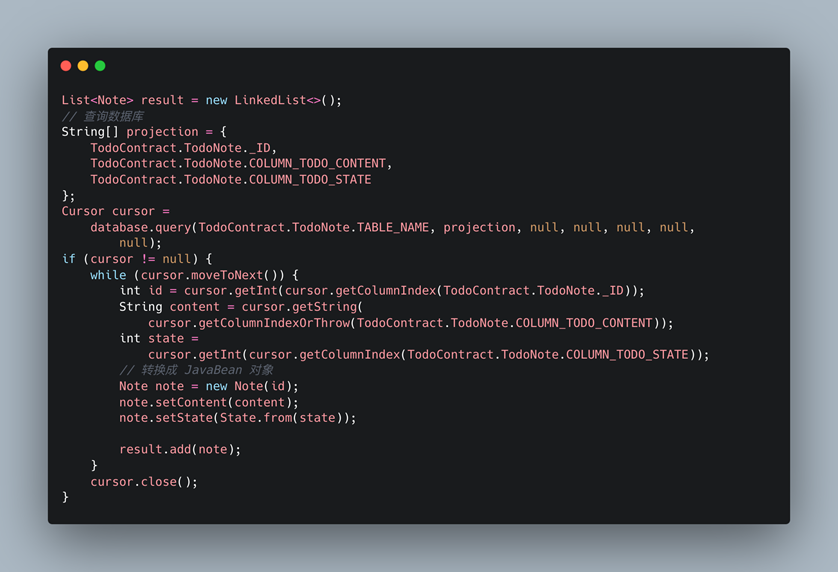 List<Note> result = new LinkedList<>();
// 查询数据库
String[] projection = {
    TodoContract.TodoNote._ID,
    TodoContract.TodoNote.COLUMN_TODO_CONTENT,
    TodoContract.TodoNote.COLUMN_TODO_STATE
};
Cursor cursor =
    database.query(TodoContract.TodoNote.TABLE_NAME, projection, null, null, null, null,
        null);
if (cursor != null) {
    while (cursor.moveToNext()) {
        int id = cursor.getInt(cursor.getColumnIndex(TodoContract.TodoNote._ID));
        String content = cursor.getString(
            cursor.getColumnIndexOrThrow(TodoContract.TodoNote.COLUMN_TODO_CONTENT));
        int state =
            cursor.getInt(cursor.getColumnIndex(TodoContract.TodoNote.COLUMN_TODO_STATE));
        // 转换成 JavaBean 对象
        Note note = new Note(id);
        note.setContent(content);
        note.setState(State.from(state));

        result.add(note);
    }
    cursor.close();
}